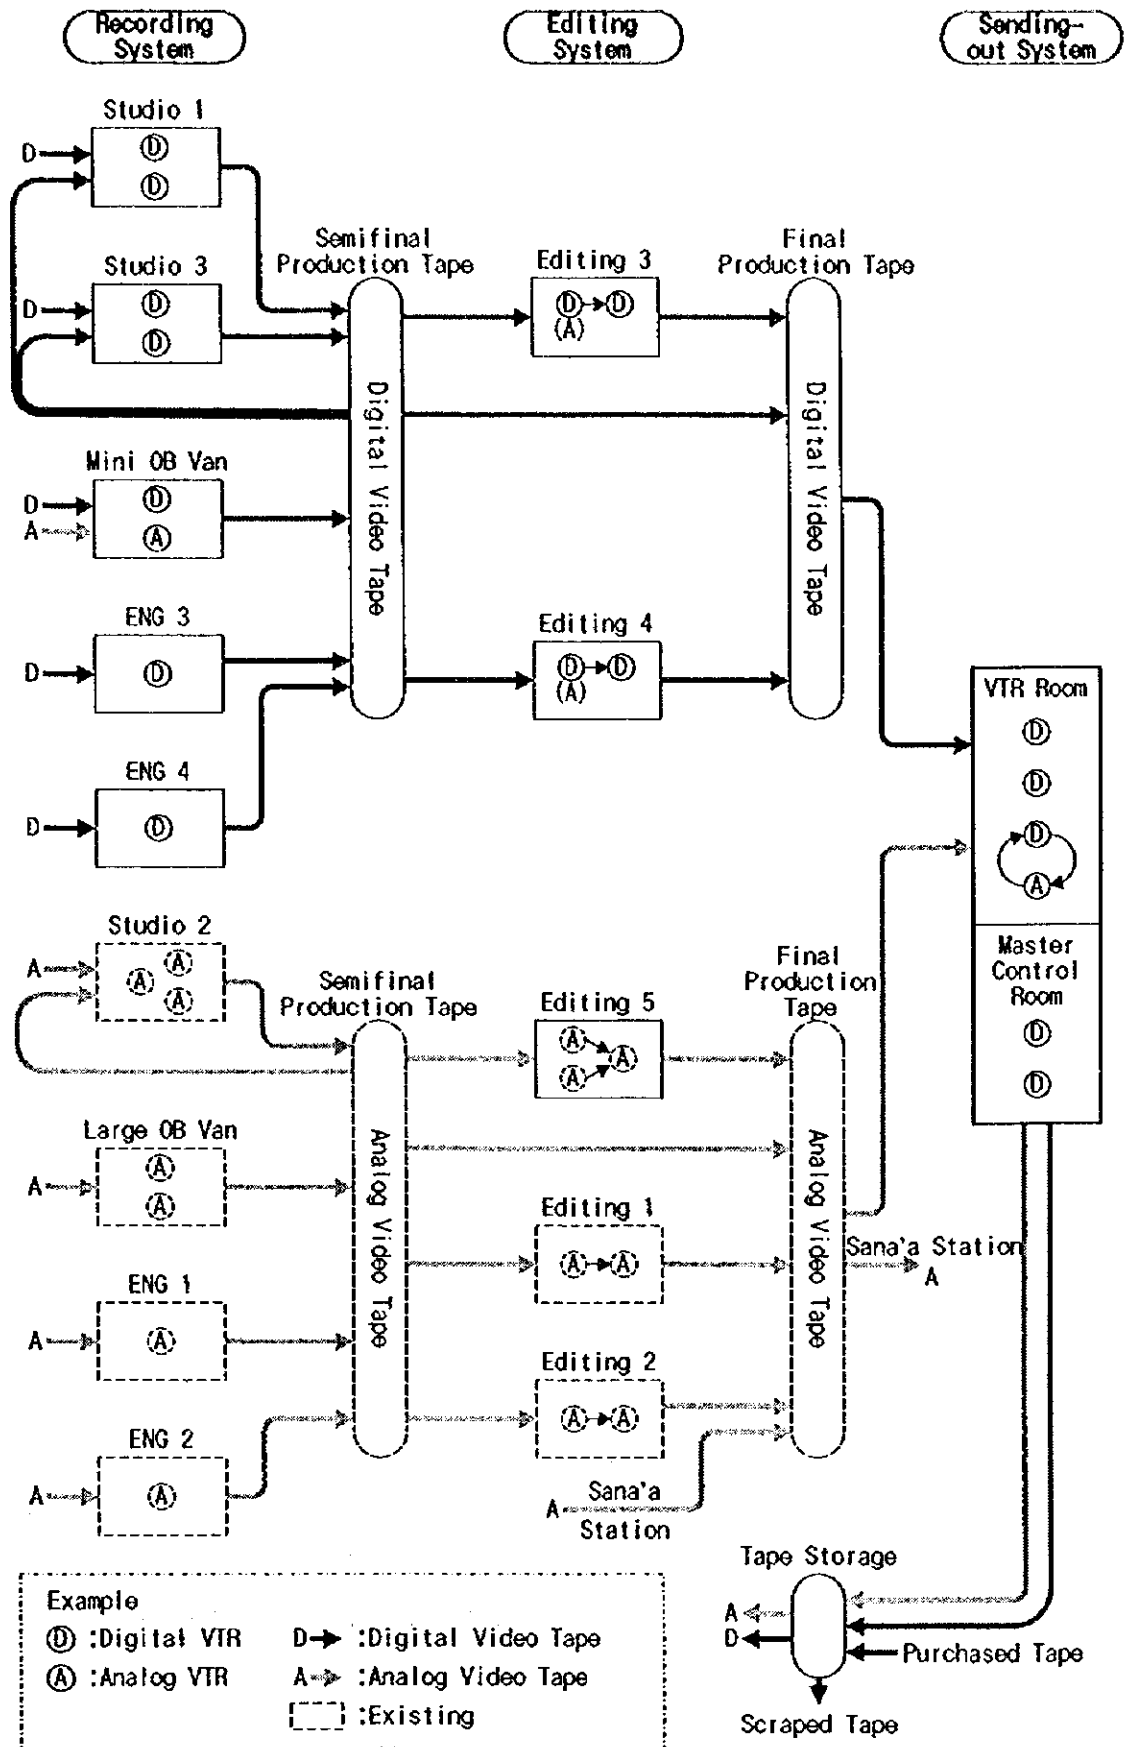 Recording
System
Editing
System
Sending-
out System
Studio 1
D
D
D
Studio 3
D
D
D
Semifinal
Production Tape
Digital Video Tape
Editing 3
D D
(A)
Final
Production Tape
Digital Video Tape
Mini OB Van
D
A
D
A
ENG 3
D
D
Editing 4
D D
(A)
ENG 4
D
D
VTR Room
D
D
D
A
Master
Control
Room
D
D
Studio 2
A
A
A
A
Semifinal
Production Tape
Analog Video Tape
Editing 5
A
A
A
Final
Production
Tape
Analog Video Tape
Large OB Van
A
A
A
Editing 1
A A
Sana'a Station
A
ENG 1
A
A
Editing 2
A A
ENG 2
A
A
A
Sana'a
Station
Tape Storage
A
D
Purchased Tape
Scraped Tape
Example
D :Digital VTR
D :Digital Video Tape
A :Analog VTR
A :Analog Video Tape
:Existing